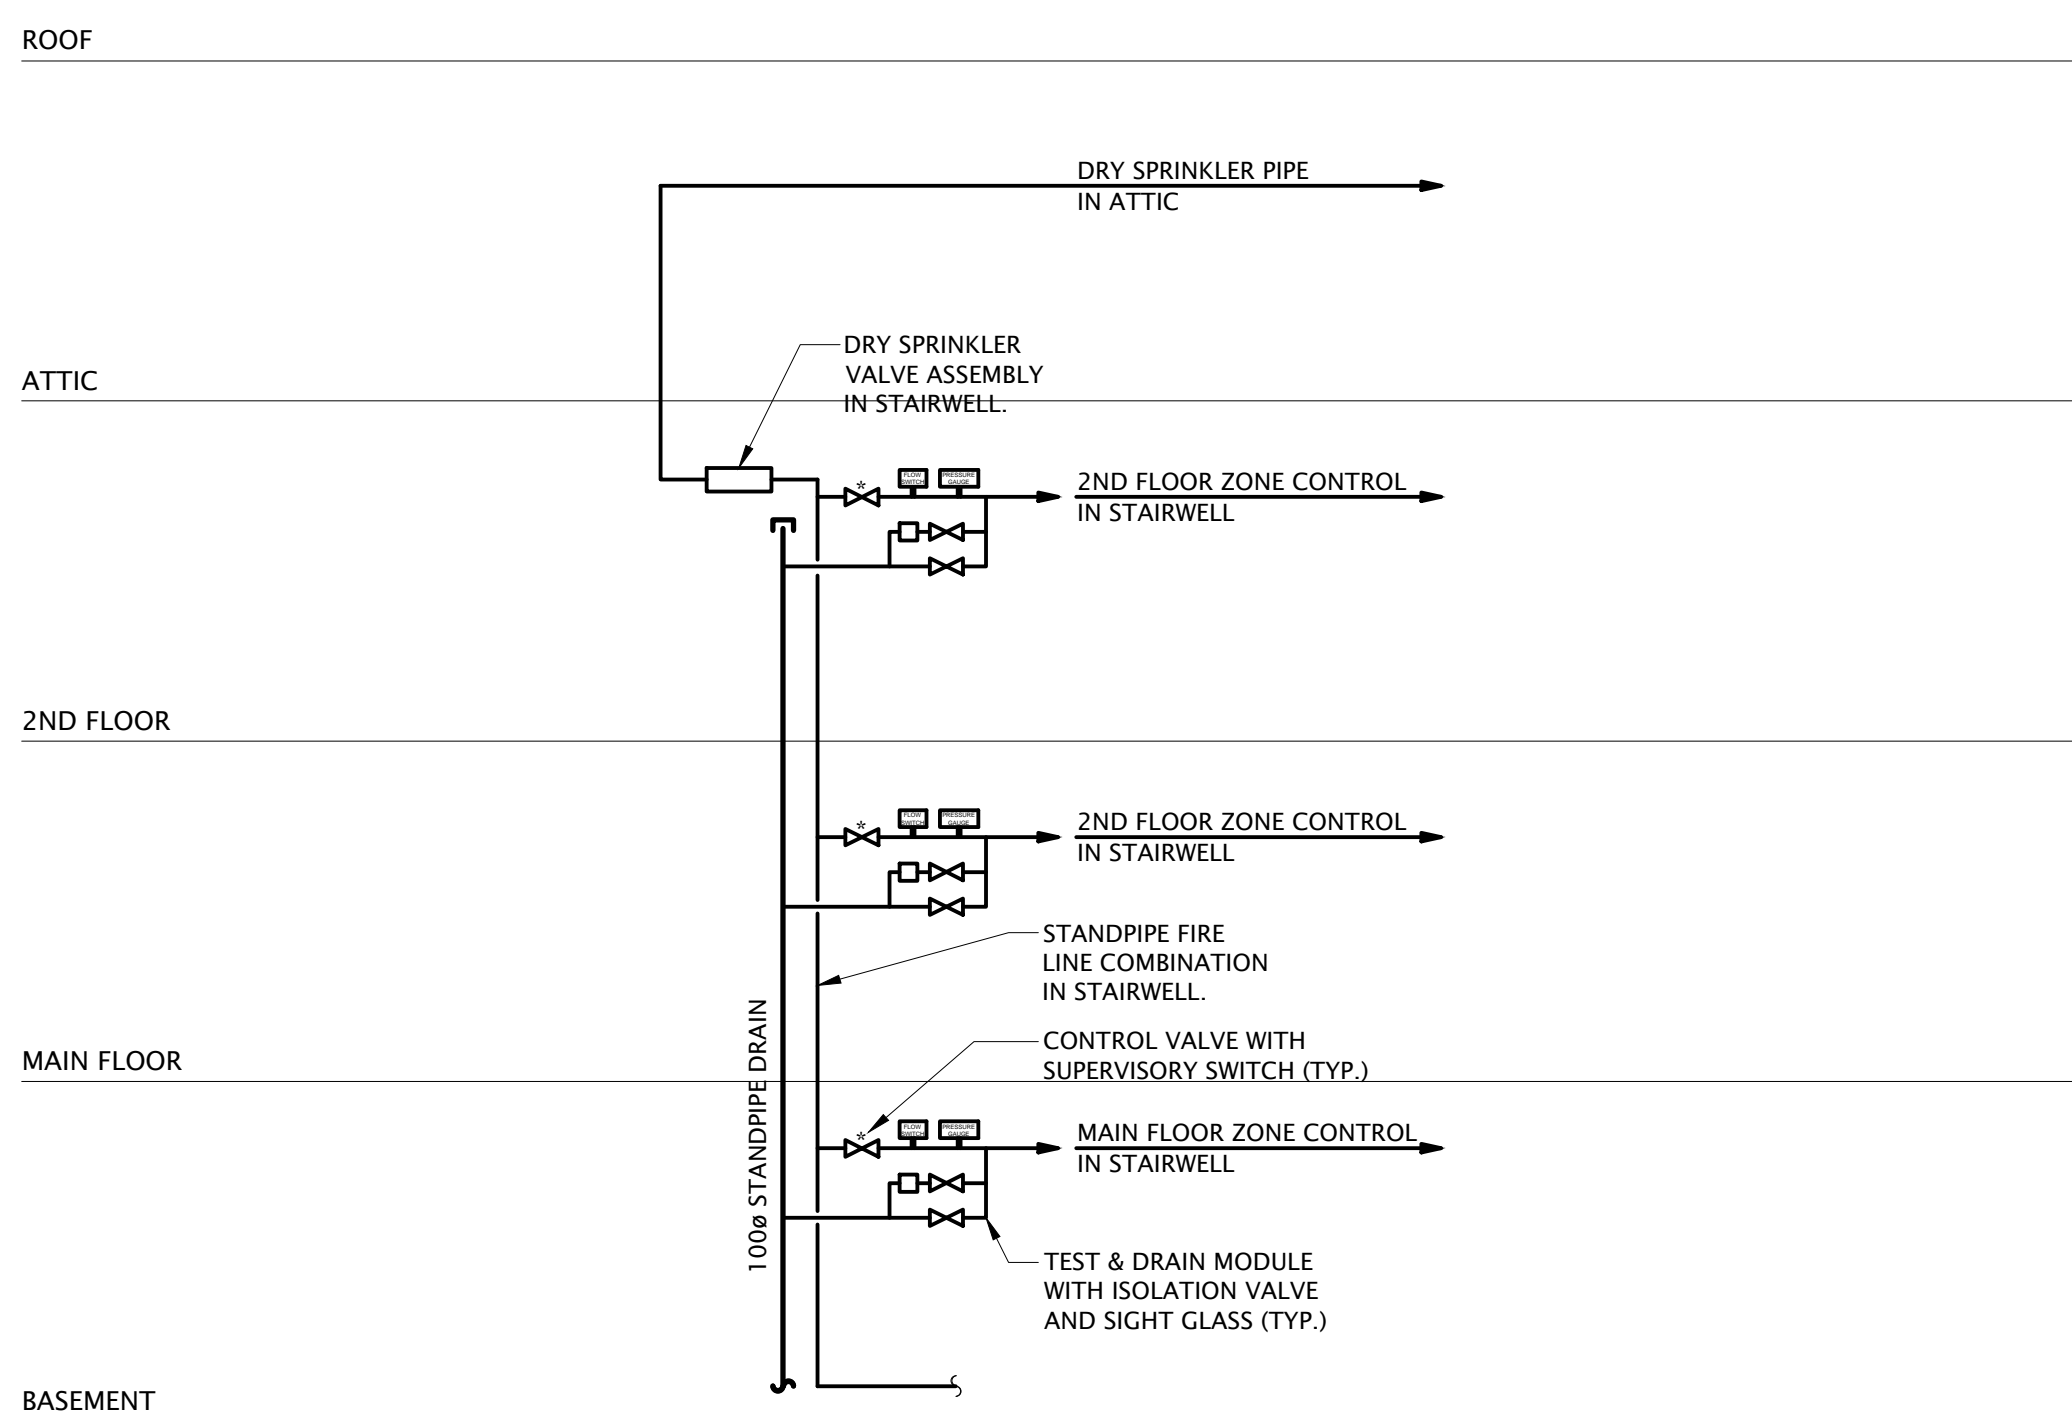 ROOF
DRY SPRINKLER PIPE
IN ATTIC
DRY SPRINKLER
VALVE ASSEMBLY
IN STAIRWELL.
ATTIC
FLOW
SWITCH
PRESSURE
GAUGE
2ND FLOOR ZONE CONTROL
IN STAIRWELL
*
2ND FLOOR
FLOW
SWITCH
PRESSURE
GAUGE
2ND FLOOR ZONE CONTROL
IN STAIRWELL
*
STANDPIPE FIRE
LINE COMBINATION
IN STAIRWELL.
100ø STANDPIPE DRAIN
CONTROL VALVE WITH
SUPERVISORY SWITCH (TYP.)
MAIN FLOOR
FLOW
SWITCH
PRESSURE
GAUGE
MAIN FLOOR ZONE CONTROL
IN STAIRWELL
*
TEST & DRAIN MODULE
WITH ISOLATION VALVE
AND SIGHT GLASS (TYP.)
BASEMENT